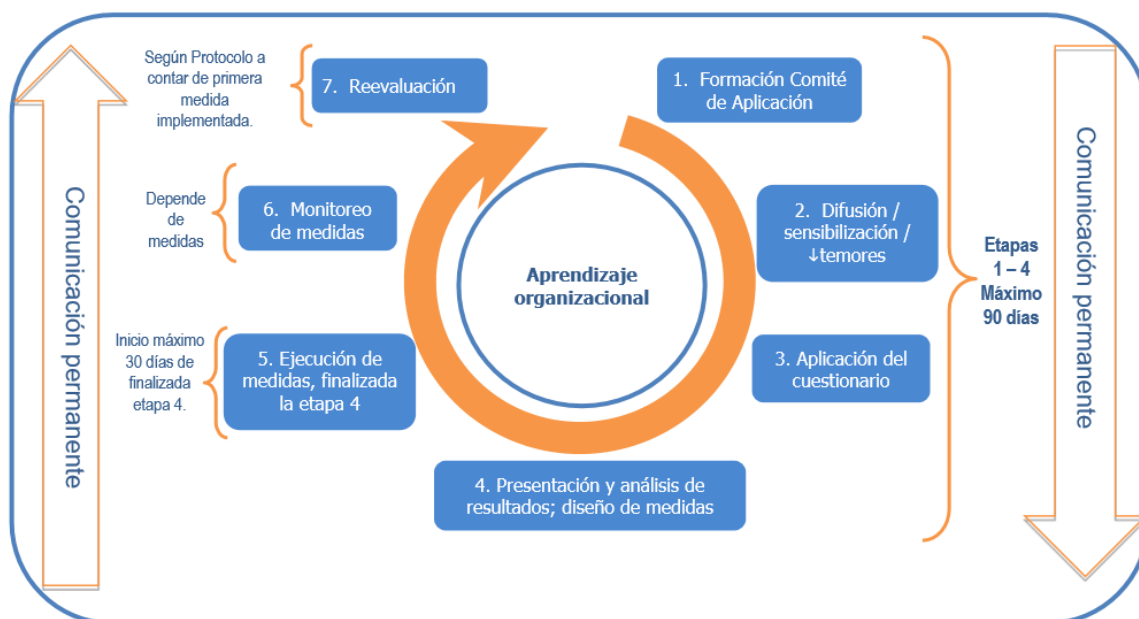 Comunicación permanente
Según Protocolo a
contar de primera
medida
implementada.
7. Reevaluación
1. Formación Comité
de Aplicación
Depende
de
medidas
6. Monitoreo
de medidas
2. Difusión /
sensibilización /
↓temores
Aprendizaje
organizacional
Etapas
1 – 4
Máximo
90 días
Inicio máximo
30 días de
finalizada
etapa 4.
5. Ejecución de
medidas, finalizada
la etapa 4
3. Aplicación del
cuestionario
4. Presentación y análisis de
resultados; diseño de medidas
Comunicación permanente